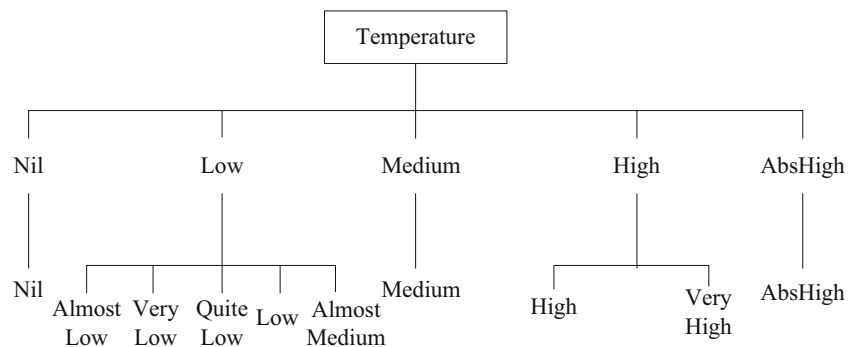 Temperature
Nil
Low
Medium
High
AbsHigh
Nil
Almost
Low
Very
Low
Quite
Low
Low
Almost
Medium
Medium
High
Very
High
AbsHigh